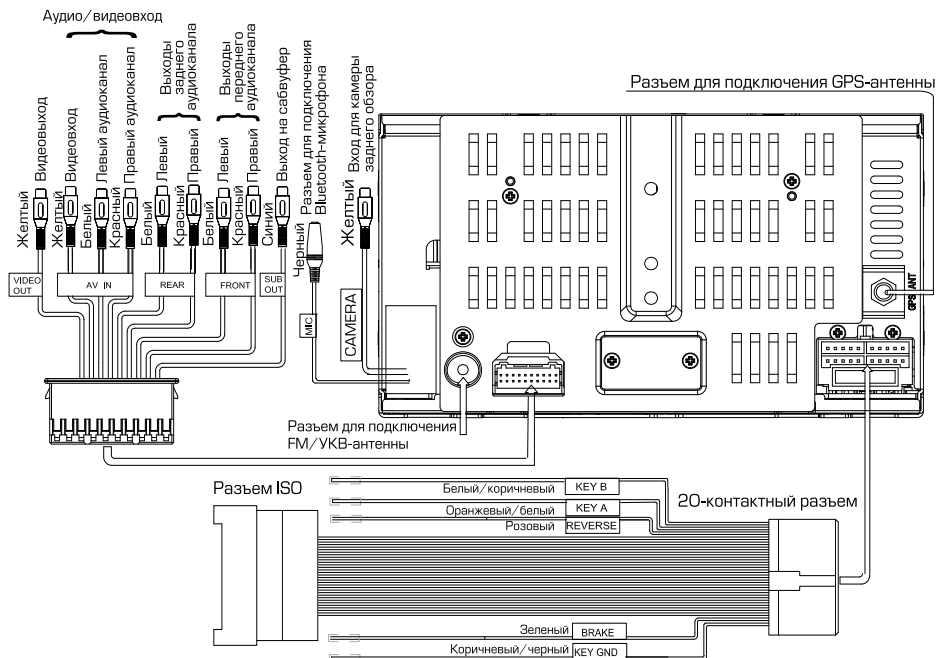 Аудио/видеовход
Видеовыход
Видеовход
Левый аудиоканал
Правый аудиоканал
Выходы
заднего
аудиоканала
Левый
Правый
Выходы
переднего
аудиоканала
Левый
Правый
Выход на сабвуфер
Разъем для подключения
Bluetooth-микрофона
Вход для камеры
заднего обзора
Разъем для подключения GPS-антенны
Желтый
Желтый
Белый
Красный
Белый
Красный
Белый
Красный
Синий
Черный
Желтый
VIDEO
OUT
AV IN
REAR
FRONT
SUB
OUT
MIC
CAMERA
GPS ANT
Разъем для подключения
FM/УКВ-антенны
Разъем ISO
Белый/коричневый
KEY B
Оранжевый/белый
KEY A
Розовый
REVERSE
20-контактный разъем
Зеленый
BRAKE
Коричневый/черный
KEY GND